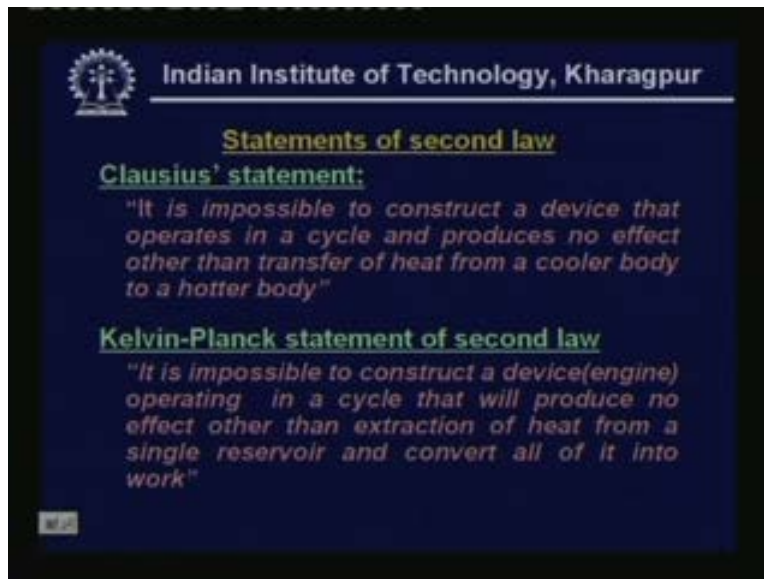 Indian Institute of Technology, Kharagpur
Statements of second law
Clausius' statement:
"It is impossible to construct a device that
operates in a cycle and produces no effect
other than transfer of heat from a cooler body
to a hotter body"
Kelvin-Planck statement of second law
"It is impossible to construct a device(engine)
operating in a cycle that will produce no
effect other than extraction of heat from a
single reservoir and convert all of it into
work"